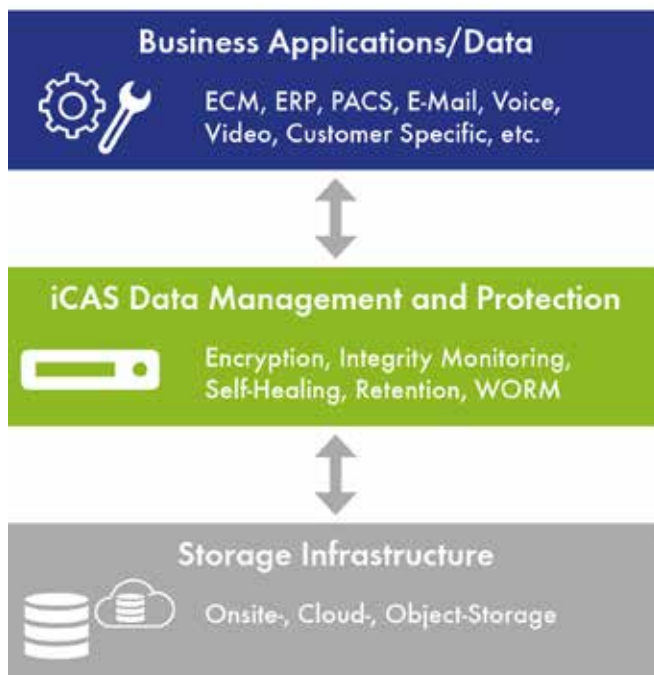 Business Applications/Data
ECM, ERP, PACS, E-Mail, Voice,
Video, Customer Specific, etc.
iCAS Data Management and Protection
Encryption, Integrity Monitoring,
Self-Healing, Retention, WORM
Storage Infrastructure
Onsite-, Cloud-, Object-Storage